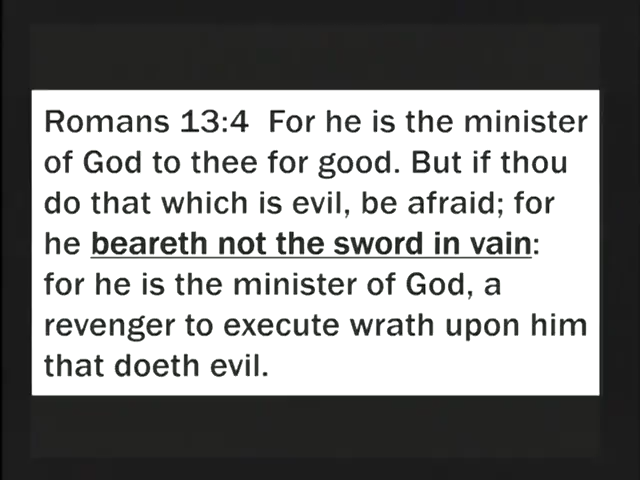 Romans 13:4  For he is the minister
of God to thee for good. But if thou
do that which is evil, be afraid; for
he beareth not the sword in vain:
for he is the minister of God, a
revenger to execute wrath upon him
that doeth evil.